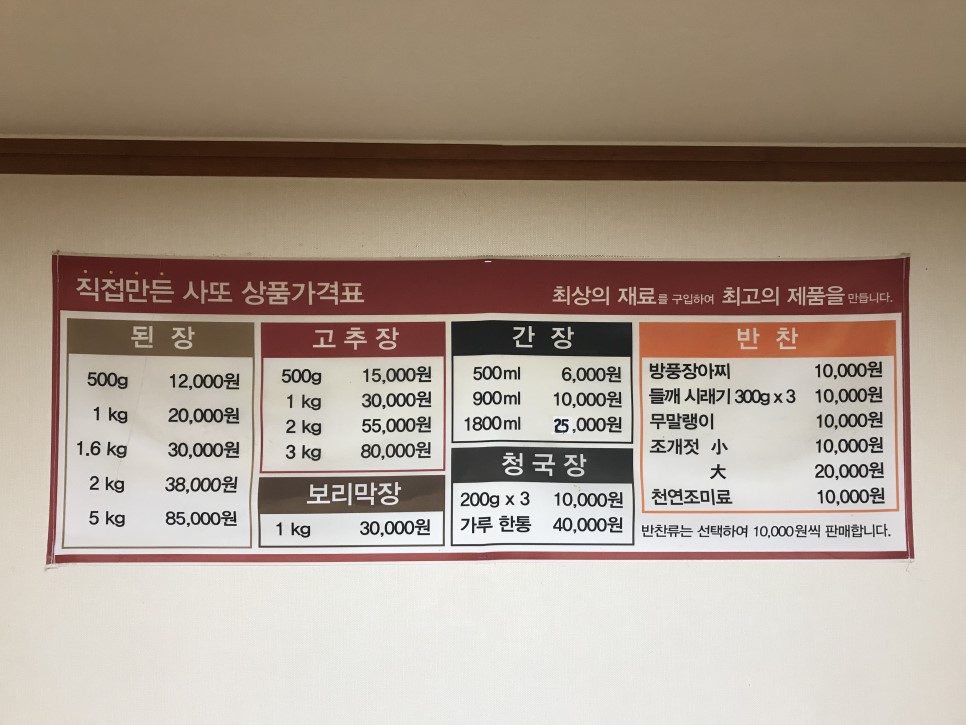 직접만든 사또 상품가격표
최상의 재료를 구입하여 최고의 제품을 만듭니다.
된 장
500g 12,000원
1 kg 20,000원
1.6 kg 30,000원
2 kg 38,000원
5 kg 85,000원
고 추 장
500g 15,000원
1 kg 30,000원
2 kg 55,000원
3 kg 80,000원
보리막장
1 kg 30,000원
간 장
500ml 6,000원
900ml 10,000원
1800ml 25,000원
청 국 장
200g x 3 10,000원
가루 한통 40,000원
반 찬
방풍장아찌 10,000원
들깨 시래기 300g x 3 10,000원
무말랭이 10,000원
조개젓 小 10,000원
大 20,000원
천연조미료 10,000원
반찬류는 선택하여 10,000원씩 판매합니다.